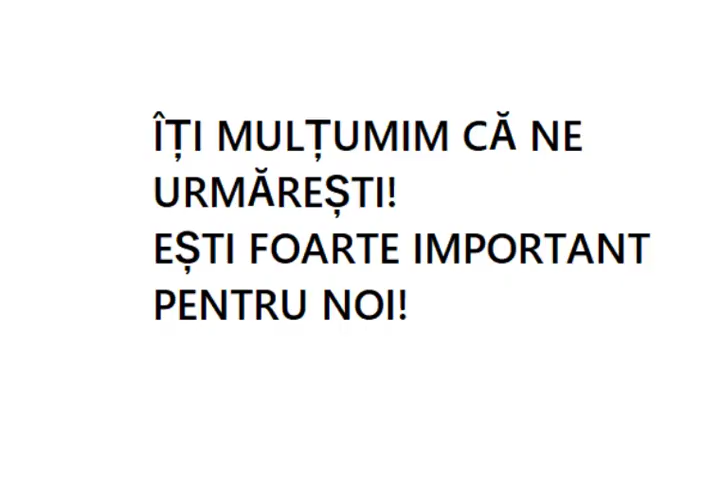 ÎȚI MULȚUMIM CĂ NE
URMĂREȘTI!
EȘTI FOARTE IMPORTANT
PENTRU NOI!